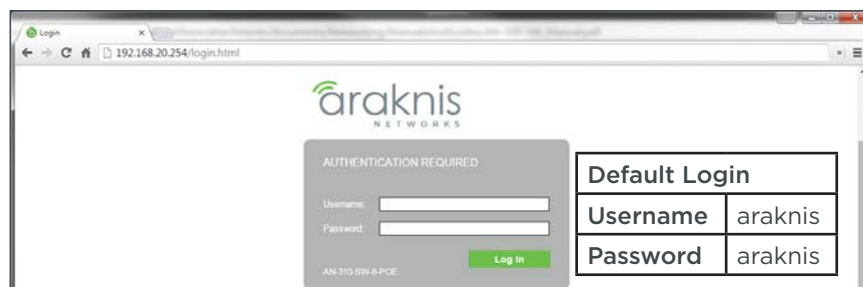 Login
192.168.20.254/login.html
araknis
NETWORKS
AUTHENTICATION REQUIRED
Username:
Password:
Log In
AN-310-SW-8-POE
Default Login
Username araknis
Password araknis